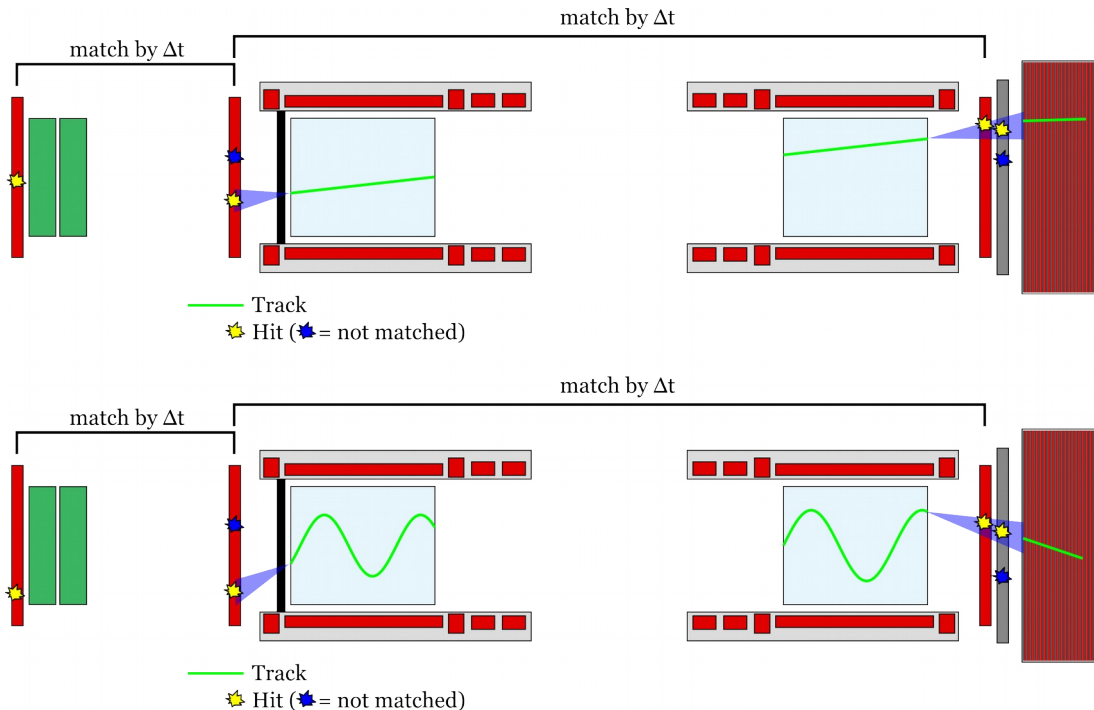 match by Δt
match by Δt
Track
Hit (= not matched)
match by Δt
match by Δt
Track
Hit (= not matched)